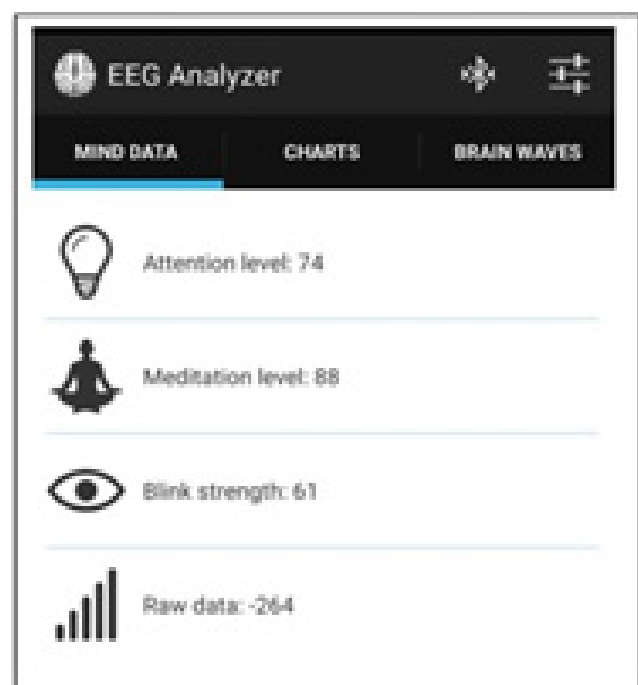 EEG Analyzer
MIND DATA CHARTS BRAIN WAVES
Attention level: 74
Meditation level: 88
Blink strength: 61
Raw data: -264